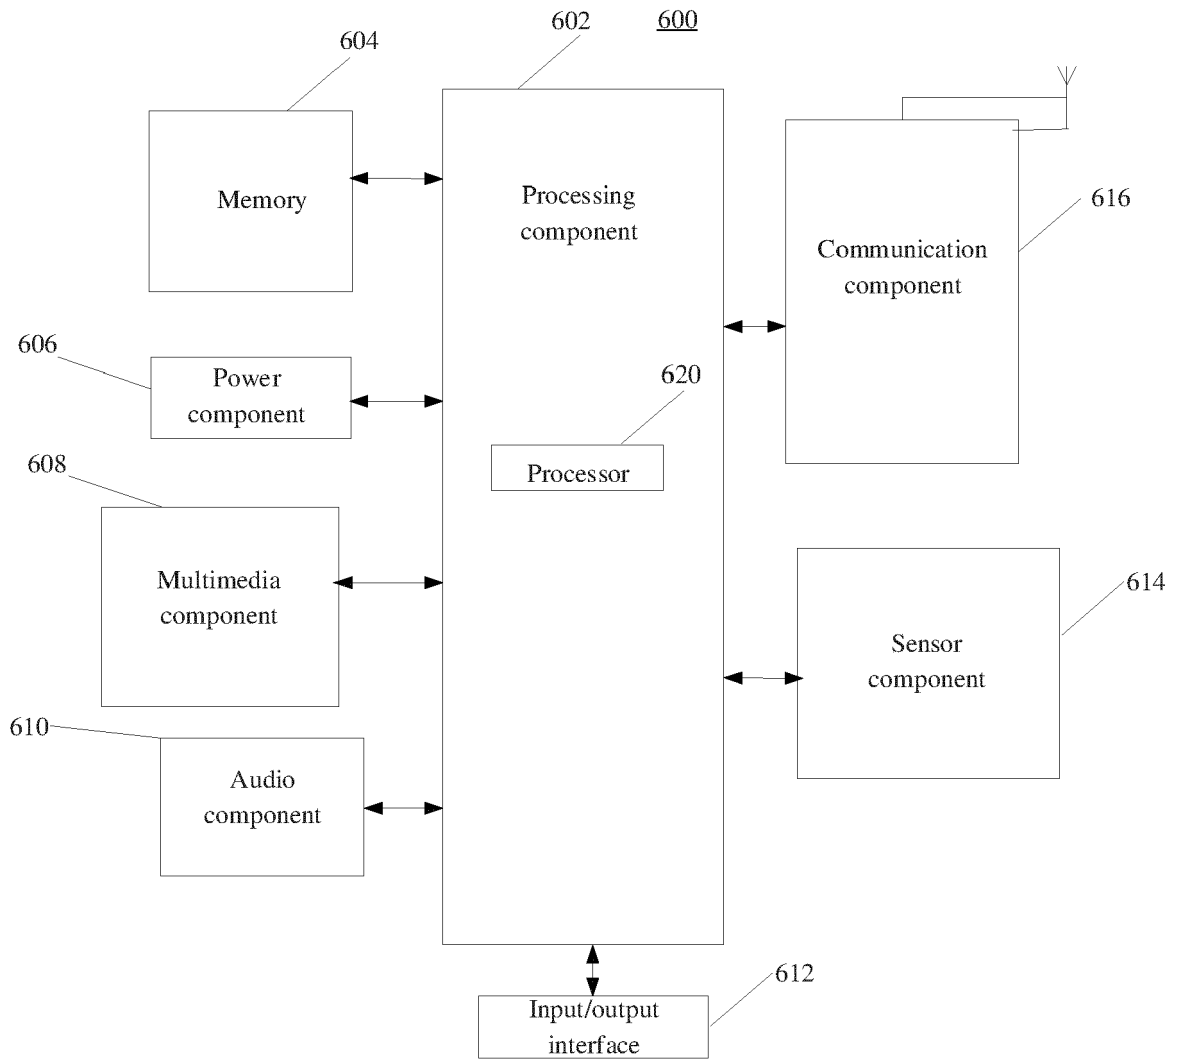 600
602
604
Memory
Processing
component
616
Communication
component
606
Power
component
620
Processor
608
Multimedia
component
614
Sensor
component
610
Audio
component
612
Input/output
interface